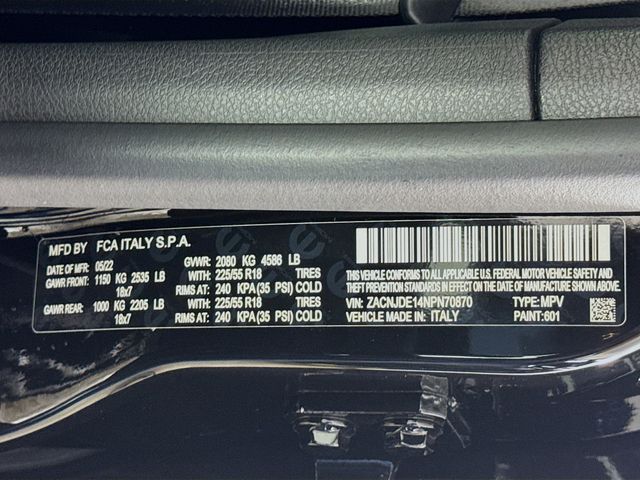 MFD BY FCA ITALY S.P.A.
DATE OF MFR: 05/22 GVWR: 2080 KG 4586 LB
GAWR FRONT: 1150 KG 2535 LB WITH: 225/55 R18 TIRES
18x7 RIMS AT: 240 KPA(35 PSI) COLD
GAWR REAR: 1000 KG 2205 LB WITH: 225/55 R18 TIRES
18x7 RIMS AT: 240 KPA(35 PSI) COLD
THIS VEHICLE CONFORMS TO ALL APPLICABLE U.S. FEDERAL MOTOR VEHICLE SAFETY
AND THEFT PREVENTION STANDARDS IN EFFECT ON THE DATE OF MANUFACTURE SHOWN ABOVE.
VIN: ZACNJDE14NPN70870 TYPE: MPV
VEHICLE MADE IN: ITALY PAINT:601